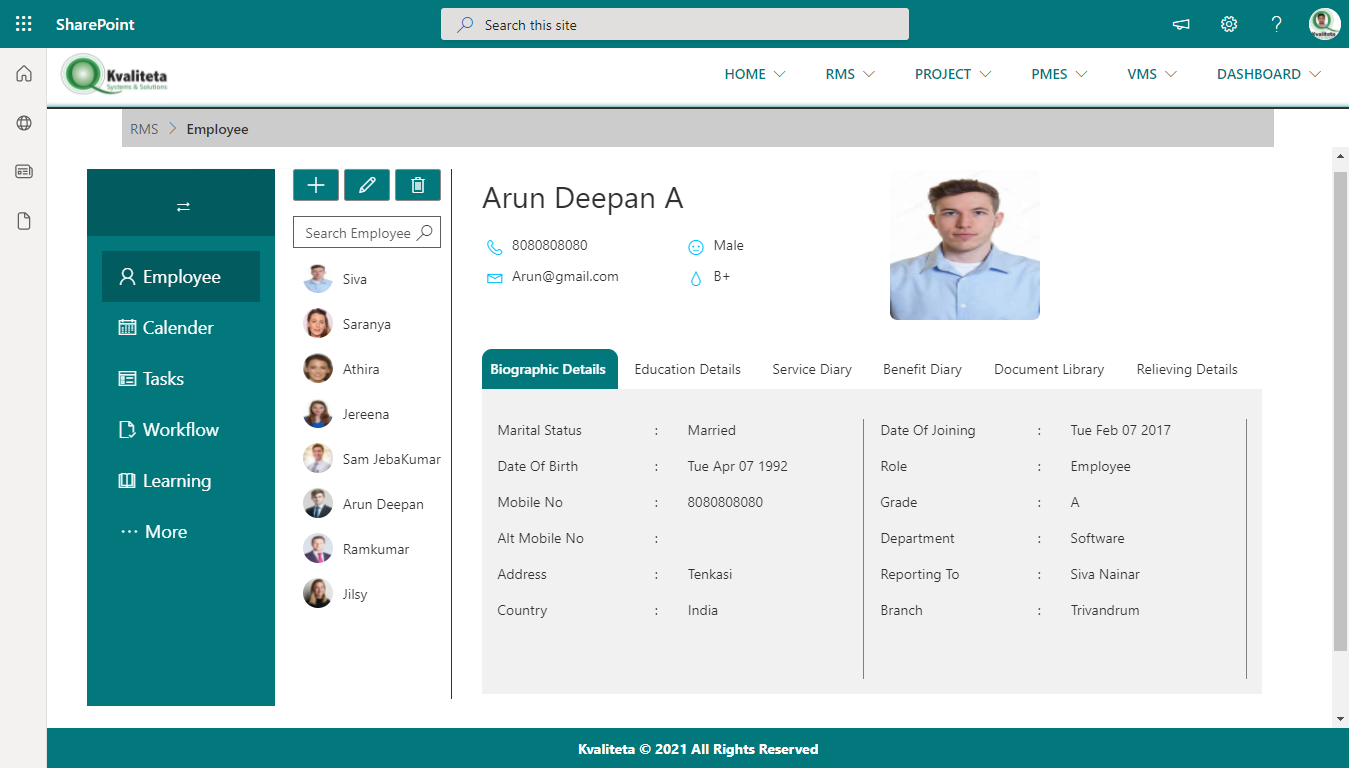 SharePoint
Search this site
Kvaliteta
Systems & Solutions
HOME RMS PROJECT PMES VMS DASHBOARD
RMS Employee
Employee
Calender
Tasks
Workflow
Learning
More
Search Employee
Siva
Saranya
Athira
Jereena
Sam JebaKumar
Arun Deepan
Ramkumar
Jilsy
Arun Deepan A
8080808080 Male
Arun@gmail.com B+
Biographic Details Education Details Service Diary Benefit Diary Document Library Relieving Details
Marital Status : Married Date Of Joining : Tue Feb 07 2017
Date Of Birth : Tue Apr 07 1992 Role : Employee
Mobile No : 8080808080 Grade : A
Alt Mobile No : Department : Software
Address : Tenkasi Reporting To : Siva Nainar
Country : India Branch : Trivandrum
Kvaliteta © 2021 All Rights Reserved